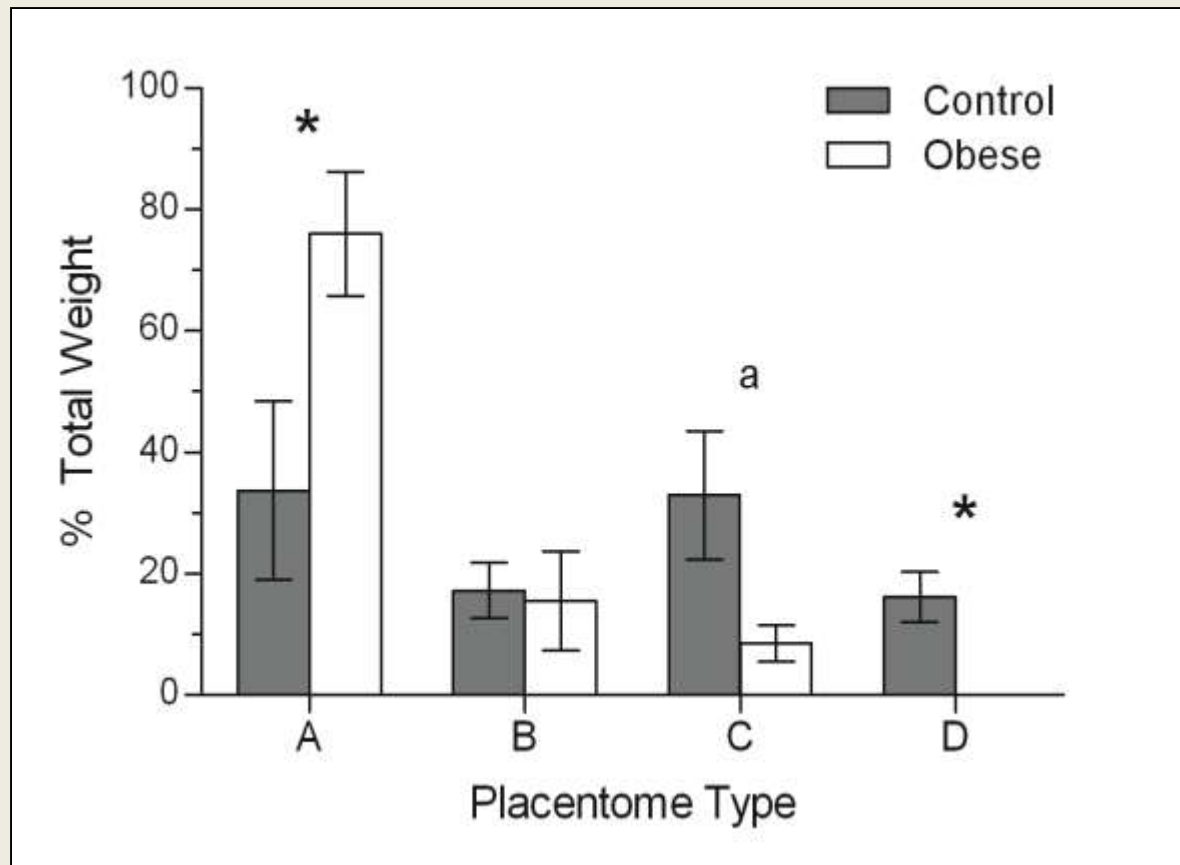 % Total Weight
100
80
60
40
20
0
*
a
*
Control
Obese
A B C D
Placentome Type